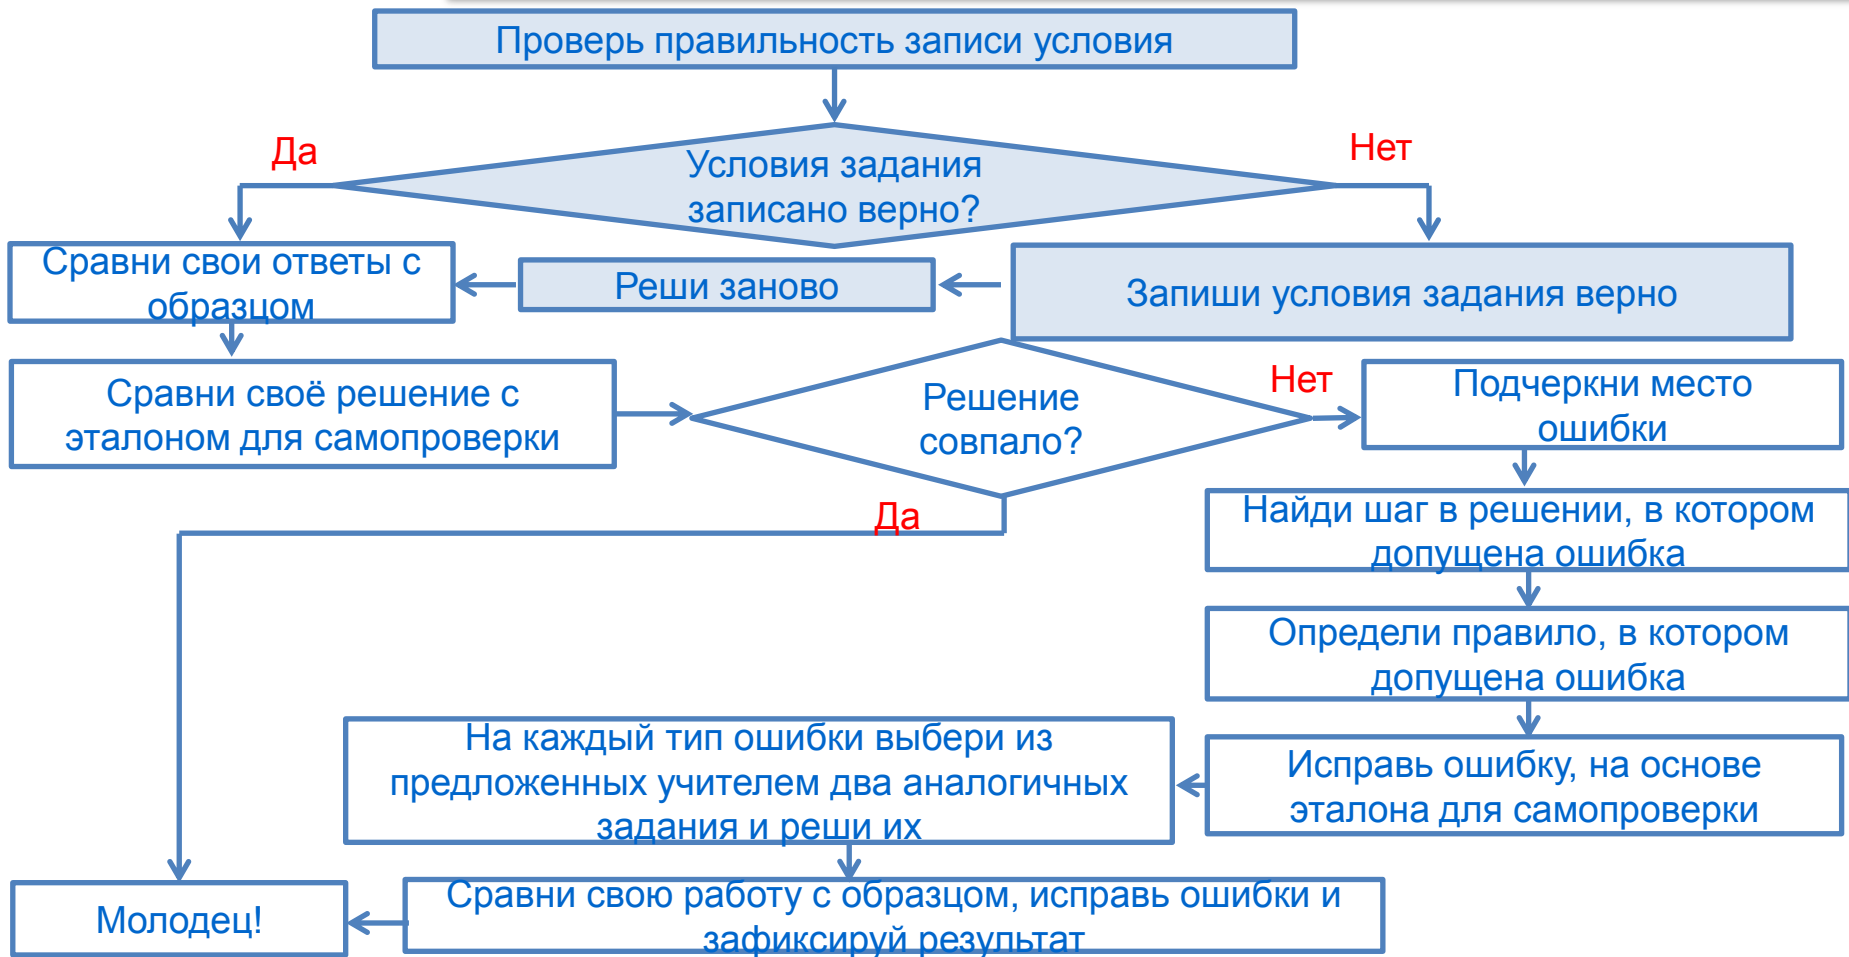 Проверь правильность записи условия
Да
Нет
Условия задания
записано верно?
Сравни свои ответы с
образцом
Реши заново
Запиши условия задания верно
Сравни своё решение с
эталоном для самопроверки
Решение
совпало?
Нет
Подчеркни место
ошибки
Да
Найди шаг в решении, в котором
допущена ошибка
Определи правило, в котором
допущена ошибка
Исправь ошибку, на основе
эталона для самопроверки
На каждый тип ошибки выбери из
предложенных учителем два аналогичных
задания и реши их
Сравни свою работу с образцом, исправь ошибки и
зафиксируй результат
Молодец!